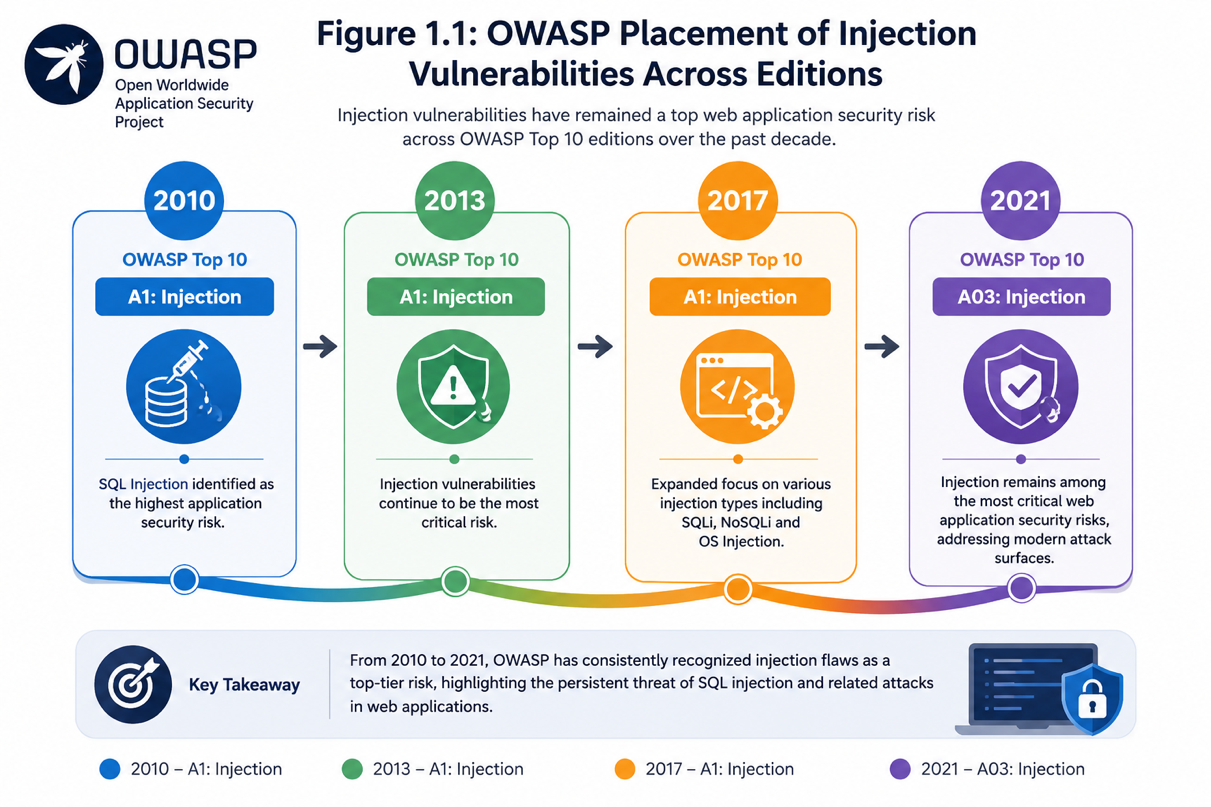 OWASP
Open Worldwide
Application Security
Project
Figure 1.1: OWASP Placement of Injection
Vulnerabilities Across Editions
Injection vulnerabilities have remained a top web application security risk
across OWASP Top 10 editions over the past decade.
2010
OWASP Top 10
A1: Injection
SQL Injection identified as
the highest application
security risk.
2013
OWASP Top 10
A1: Injection
Injection vulnerabilities
continue to be the most
critical risk.
2017
OWASP Top 10
A1: Injection
</>
Expanded focus on various
injection types including
SQLi, NoSQLi and
OS Injection.
2021
OWASP Top 10
A03: Injection
Injection remains among
the most critical web
application security risks,
addressing modern attack
surfaces.
Key Takeaway
From 2010 to 2021, OWASP has consistently recognized injection flaws as a
top-tier risk, highlighting the persistent threat of SQL injection and related attacks
in web applications.
2010 – A1: Injection
2013 – A1: Injection
2017 – A1: Injection
2021 – A03: Injection